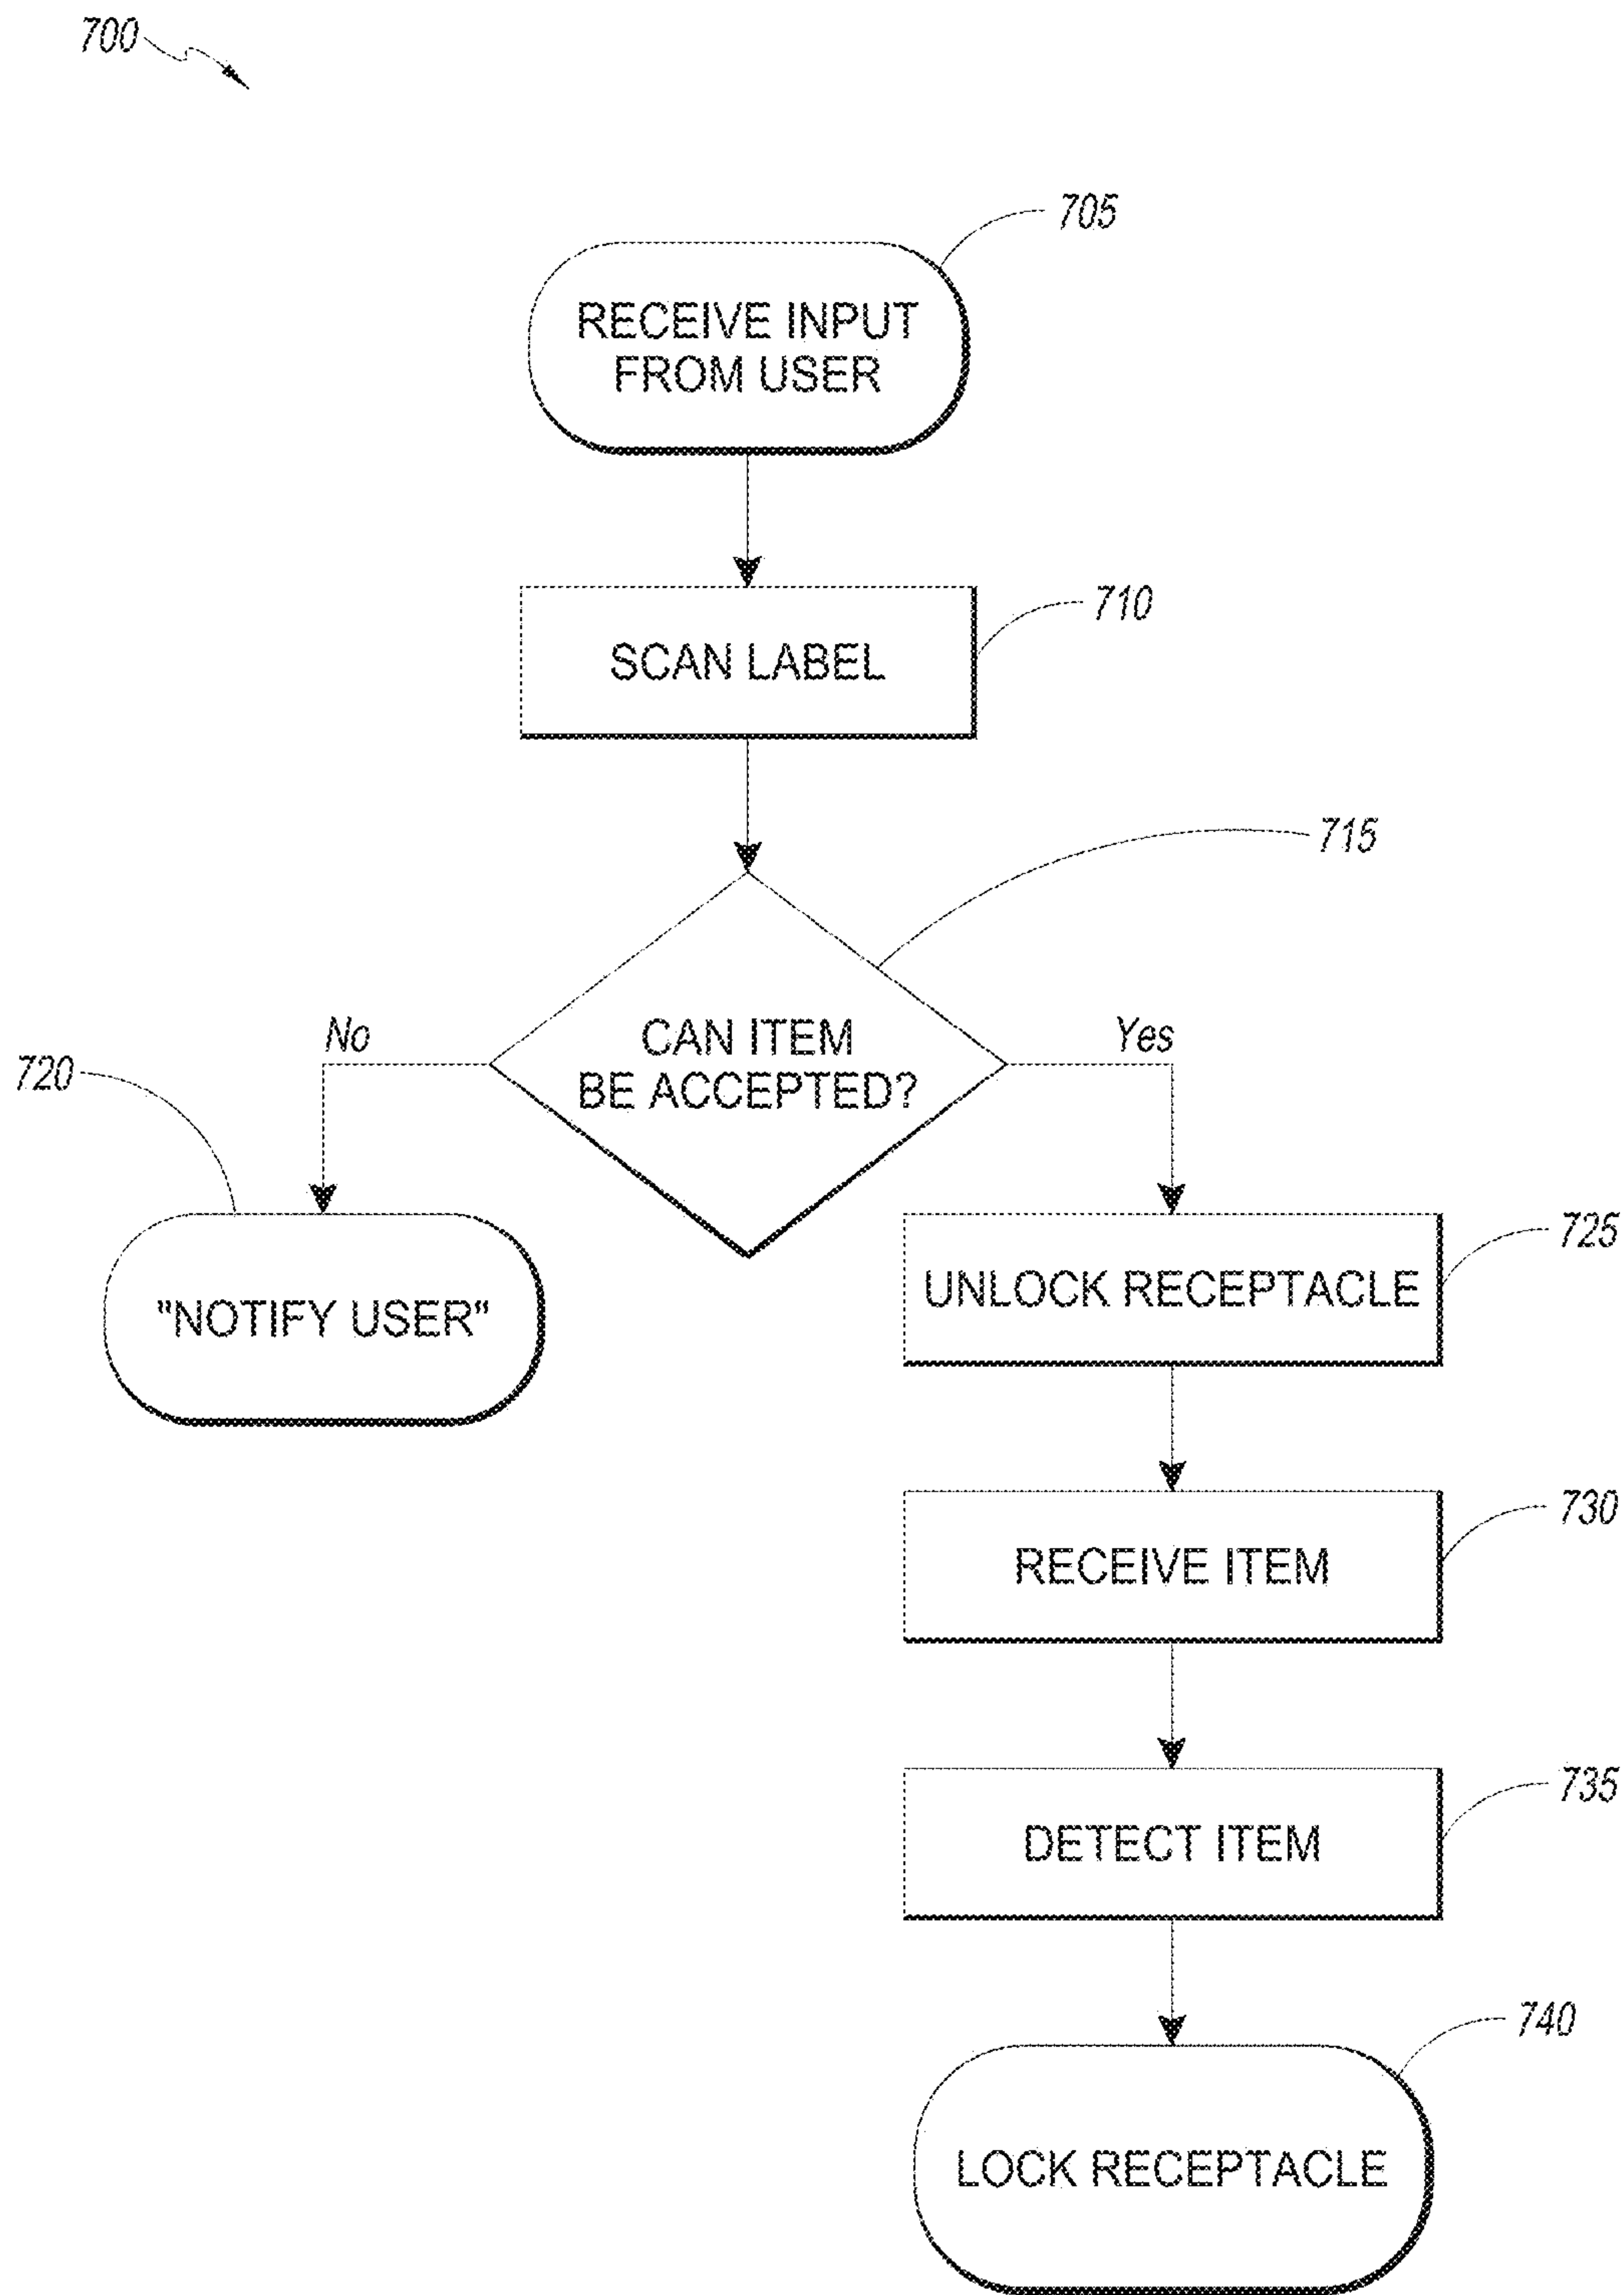 700
705
RECEIVE INPUT
FROM USER
710
SCAN LABEL
715
CAN ITEM
BE ACCEPTED?
No
Yes
720
"NOTIFY USER"
725
UNLOCK RECEPTACLE
730
RECEIVE ITEM
735
DETECT ITEM
740
LOCK RECEPTACLE